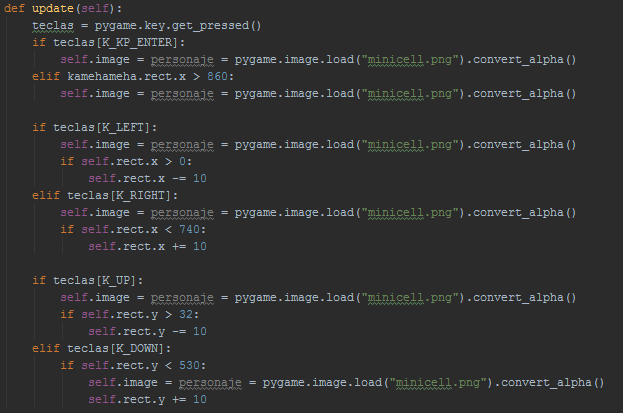 def update(self):
    teclas = pygame.key.get_pressed()
    if teclas[K_KP_ENTER]:
        self.image = personaje = pygame.image.load("minicell.png").convert_alpha()
    elif kamehameha.rect.x > 860:
        self.image = personaje = pygame.image.load("minicell.png").convert_alpha()

    if teclas[K_LEFT]:
        self.image = personaje = pygame.image.load("minicell.png").convert_alpha()
        if self.rect.x > 0:
            self.rect.x -= 10
    elif teclas[K_RIGHT]:
        self.image = personaje = pygame.image.load("minicell.png").convert_alpha()
        if self.rect.x < 740:
            self.rect.x += 10

    if teclas[K_UP]:
        self.image = personaje = pygame.image.load("minicell.png").convert_alpha()
        if self.rect.y > 32:
            self.rect.y -= 10
    elif teclas[K_DOWN]:
        if self.rect.y < 530:
            self.image = personaje = pygame.image.load("minicell.png").convert_alpha()
            self.rect.y += 10